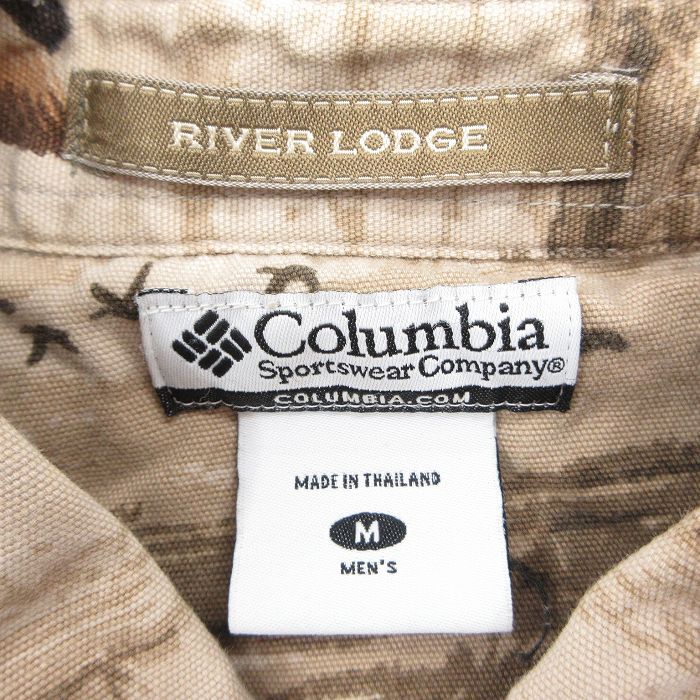 RIVER LODGE
Columbia
Sportswear Company®
COLUMBIA.COM
MADE IN THAILAND
M
MEN'S